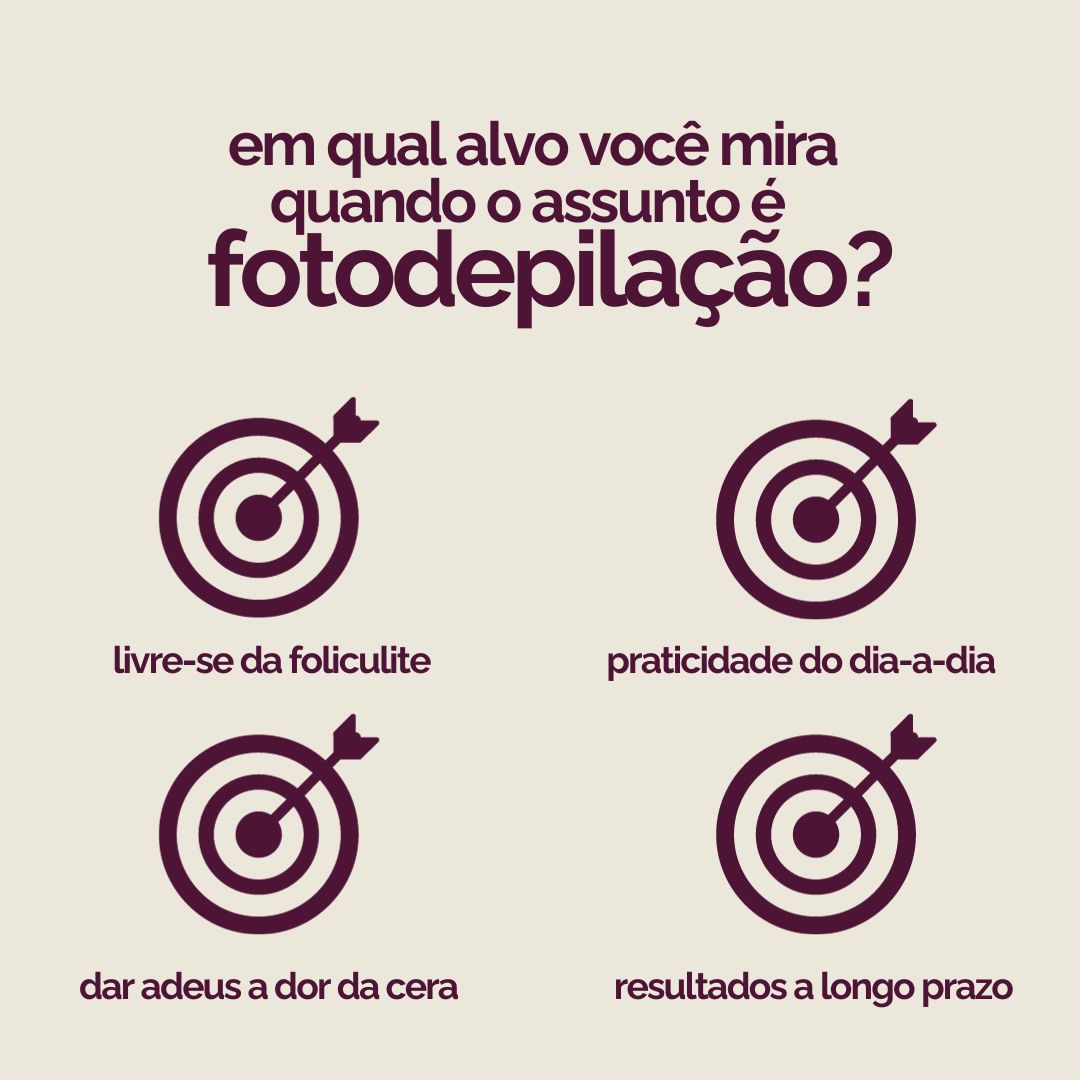 em qual alvo você mira
quando o assunto é
fotodepilação?
livre-se da foliculite
praticidade do dia-a-dia
dar adeus a dor da cera
resultados a longo prazo